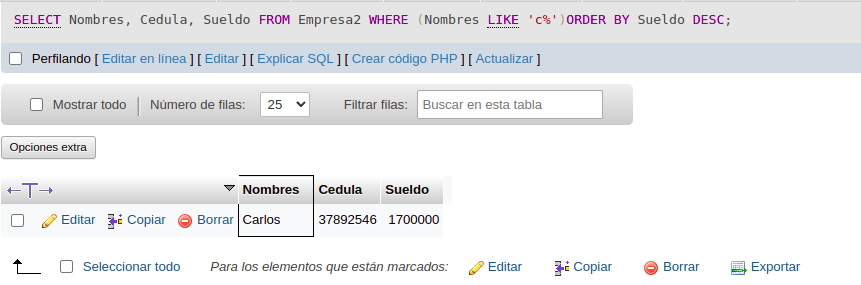 SELECT Nombres, Cedula, Sueldo FROM Empresa2 WHERE (Nombres LIKE 'c%')ORDER BY Sueldo DESC;
Perfilando [ Editar en línea ] [ Editar ] [ Explicar SQL ] [ Crear código PHP ] [ Actualizar ]
Mostrar todo | Número de filas: 25 Filtrar filas: Buscar en esta tabla
Opciones extra
←T→ Nombres Cedula Sueldo
Editar Copiar Borrar Carlos 37892546 1700000
Seleccionar todo Para los elementos que están marcados: Editar Copiar Borrar Exportar